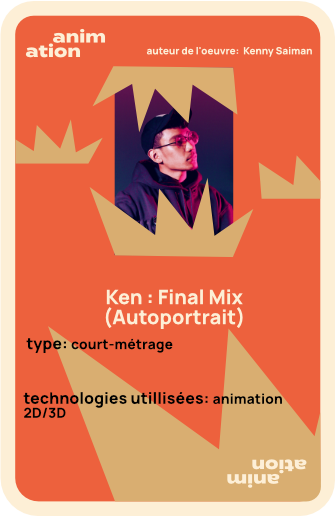 anim
ation
auteur de l'oeuvre: Kenny Saiman
Ken : Final Mix
(Autoportrait)
type: court-métrage
technologies utillisées: animation
2D/3D
anim
ation